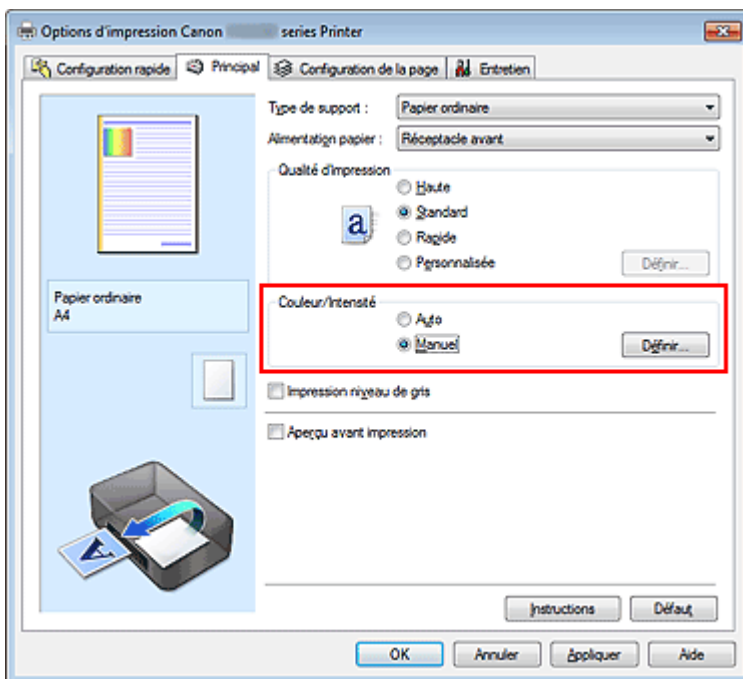 Options d'impression Canon series Printer
Configuration rapide Principal Configuration de la page Entretien
Type de support : Papier ordinaire
Alimentation papier : Réceptacle avant
Qualité d'impression
Haute
a Standard
Rapide
Personnalisée Définir...
Papier ordinaire
A4
Couleur/Intensité
Auto
Manuel Définir...
Impression niveau de gris
Aperçu avant impression
A
Instructions Défaut
OK Annuler Appliquer Aide